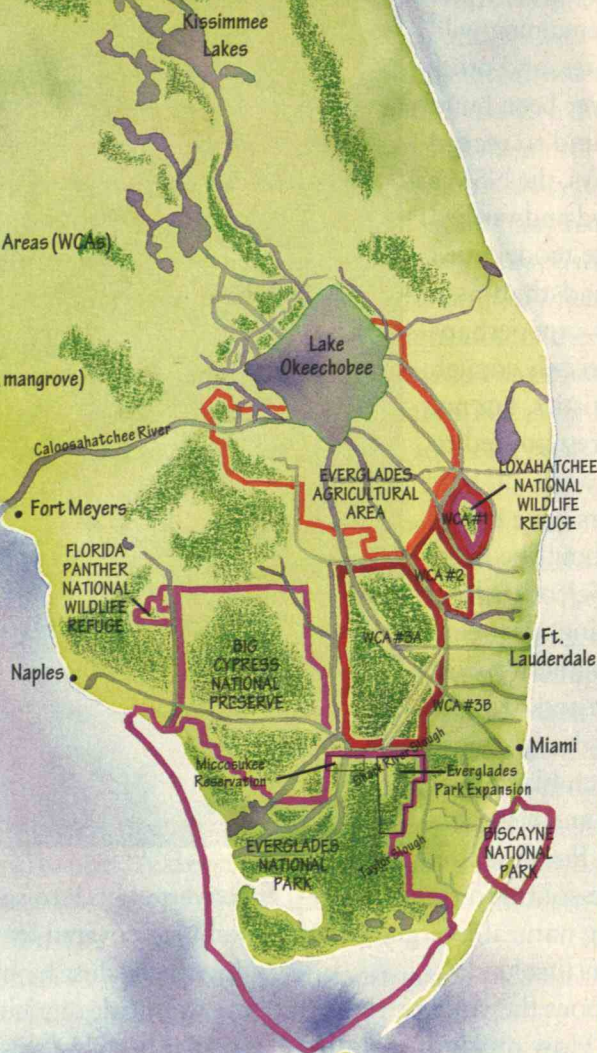 Kissimmee
Lakes
Areas (WCAs)
mangrove)
Lake
Okeechobee
Caloosahatchee River
EVERGLADES
AGRICULTURAL
AREA
LOXAHATCHEE
NATIONAL
WILDLIFE
REFUGE
WCA #1
Fort Meyers
FLORIDA
PANTHER
NATIONAL
WILDLIFE
REFUGE
WCA #2
BIG
CYPRESS
NATIONAL
PRESERVE
WCA #3A
Ft.
Lauderdale
Naples
WCA #3B
Miami
Shark River Slough
Miccosukee
Reservation
Everglades
Park Expansion
BISCAYNE
NATIONAL
PARK
EVERGLADES
NATIONAL
PARK
Taylor Slough